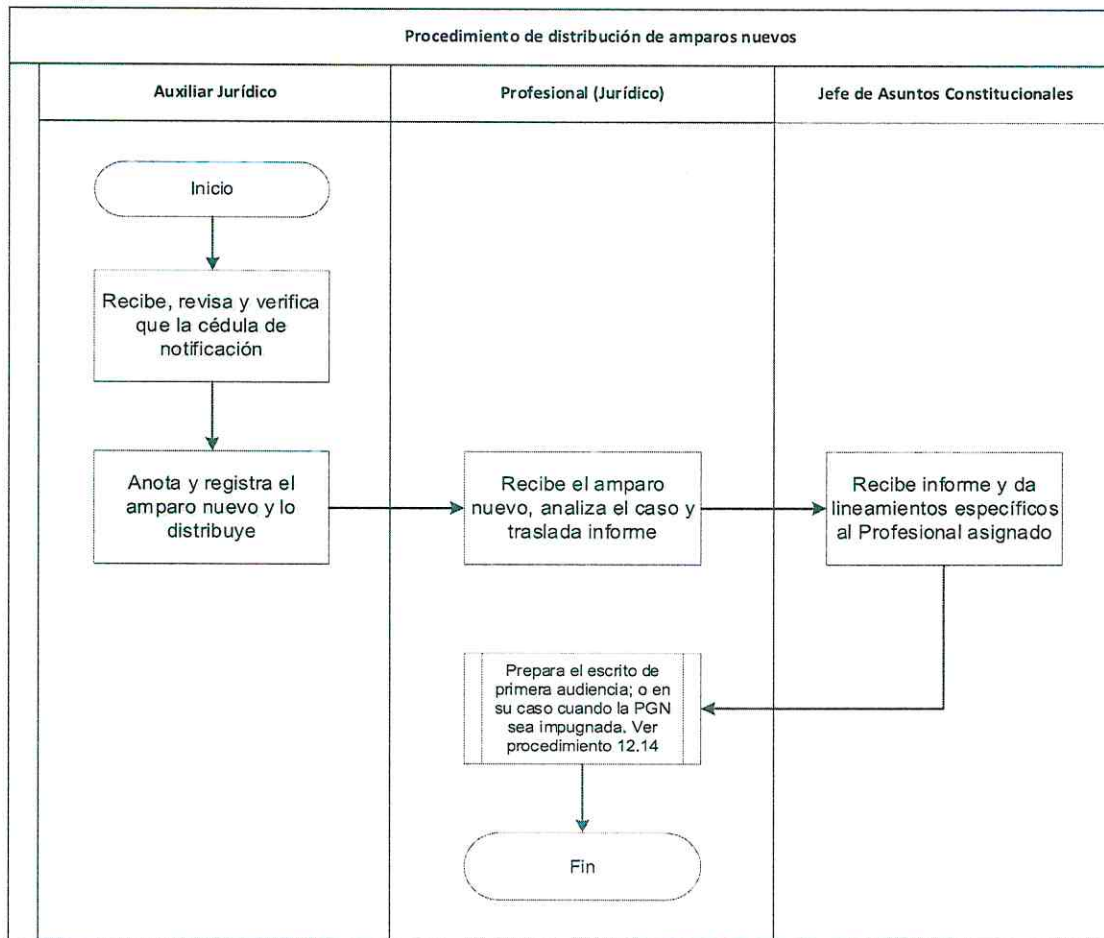 Procedimiento de distribución de amparos nuevos
Auxiliar Jurídico
Profesional (Jurídico)
Jefe de Asuntos Constitucionales
Inicio
Recibe, revisa y verifica
que la cédula de
notificación
Anota y registra el
amparo nuevo y lo
distribuye
Recibe el amparo
nuevo, analiza el caso y
traslada informe
Recibe informe y da
lineamientos específicos
al Profesional asignado
Prepara el escrito de
primera audiencia; o en
su caso cuando la PGN
sea impugnada. Ver
procedimiento 12.14
Fin